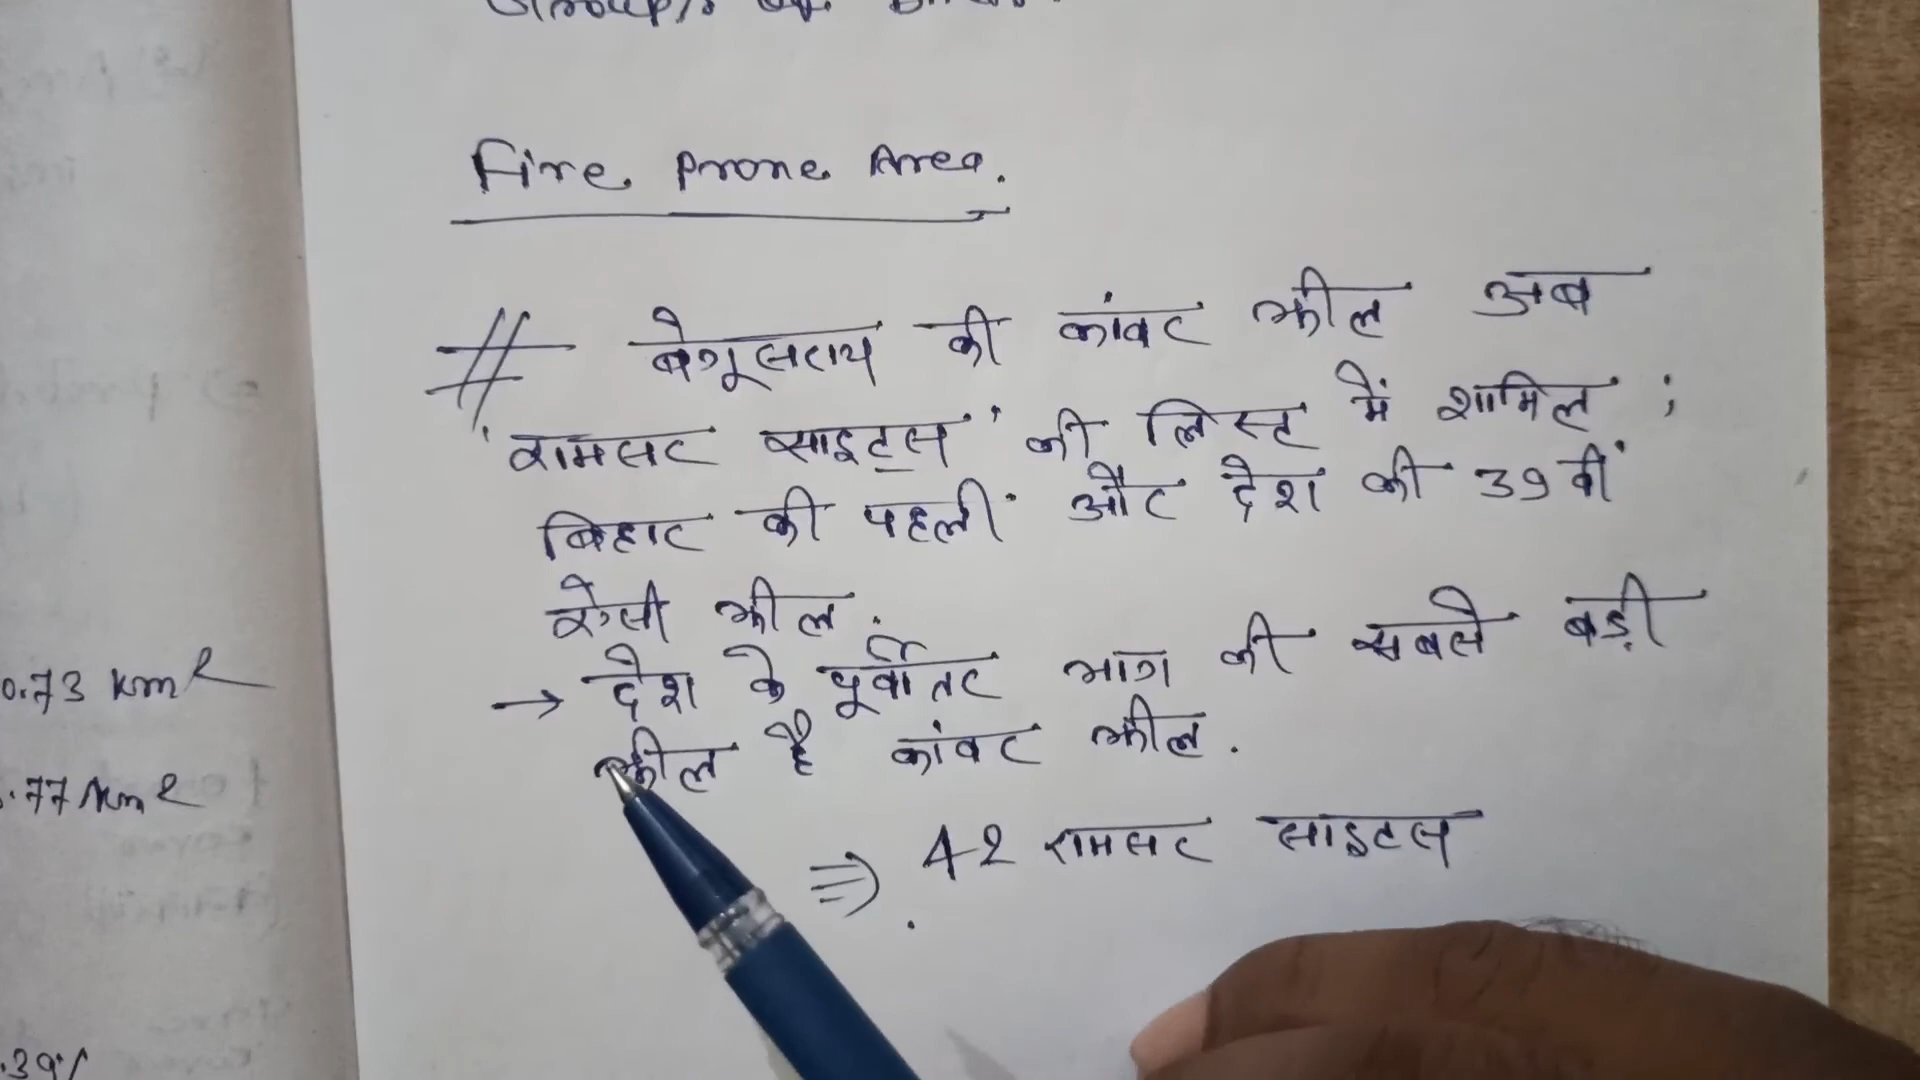 Fire Prone Area.
# बेगूसराय की कांवर झील अब
'रामसर साइट्स' की लिस्ट में शामिल ;
बिहार की पहली और देश की 39वीं
ऐसी झील.
→ देश के पूर्वोत्तर भाग की सबसे बड़ी
झील है कांवर झील.
0.73 km²
.77 km²
⇒ 42 रामसर साइटस
.39%